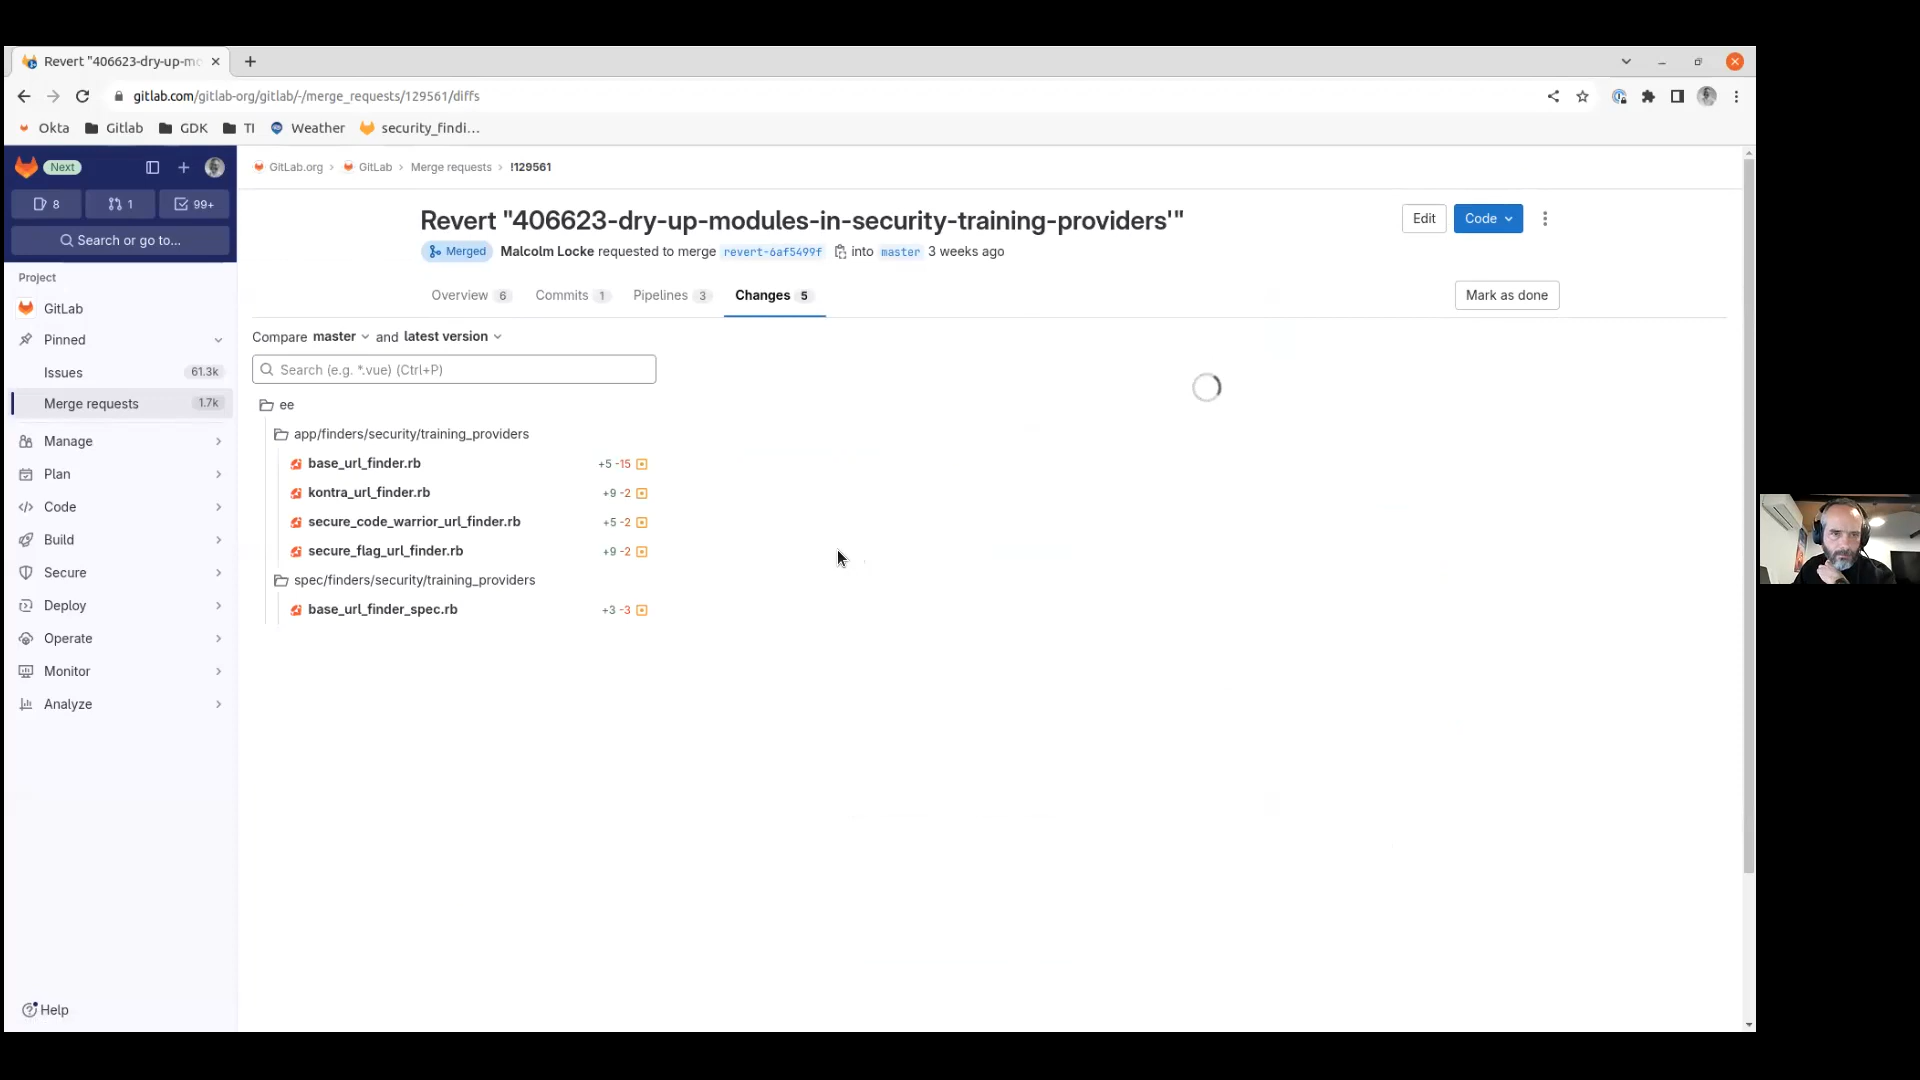 Revert "406623-dry-up-mo
gitlab.com/gitlab-org/gitlab/-/merge_requests/129561/diffs
Okta Gitlab GDK TI Weather security_findi...
Next
8 1 99+
Search or go to...
Project
GitLab
Pinned
Issues 61.3k
Merge requests 1.7k
Manage
Plan
Code
Build
Secure
Deploy
Operate
Monitor
Analyze
Help
GitLab.org › GitLab › Merge requests › !129561
Revert "406623-dry-up-modules-in-security-training-providers'"
Edit Code
Merged Malcolm Locke requested to merge revert-6af5499f into master 3 weeks ago
Overview 6 Commits 1 Pipelines 3 Changes 5
Mark as done
Compare master and latest version
Search (e.g. *.vue) (Ctrl+P)
ee
app/finders/security/training_providers
base_url_finder.rb +5 -15
kontra_url_finder.rb +9 -2
secure_code_warrior_url_finder.rb +5 -2
secure_flag_url_finder.rb +9 -2
spec/finders/security/training_providers
base_url_finder_spec.rb +3 -3